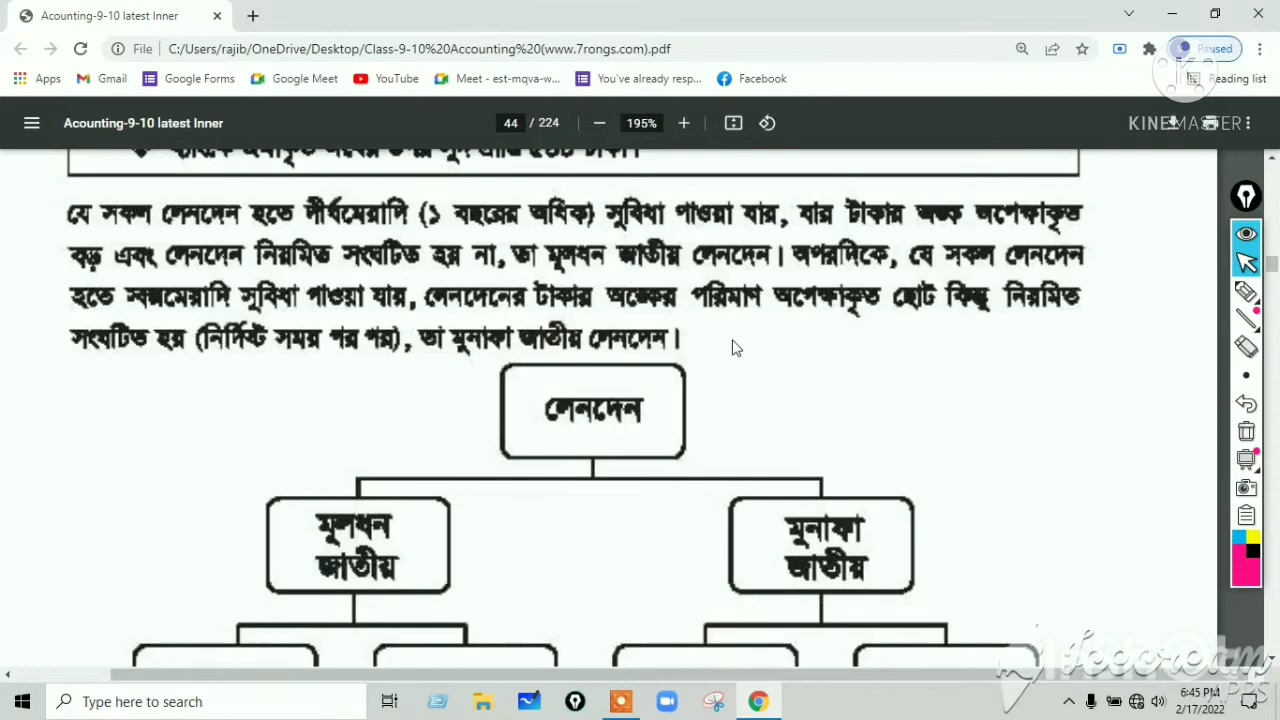 Acounting-9-10 latest Inner
File C:/Users/rajib/OneDrive/Desktop/Class-9-10%20Accounting%20(www.7rongs.com).pdf
Paused
Apps Gmail Google Forms Google Meet YouTube Meet - est-mqva-w... You've already resp... Facebook Reading list
Acounting-9-10 latest Inner 44 / 224 195%
KINEMASTER
যে সকল লেনদেন হতে দীর্ঘমেয়াদি (১ বছরের অধিক) সুবিধা পাওয়া যায়, যার টাকার অঙ্ক অপেক্ষাকৃত
বড় এবং লেনদেন নিয়মিত সংঘটিত হয় না, তা মূলধন জাতীয় লেনদেন। অপরদিকে, যে সকল লেনদেন
হতে স্বল্পমেয়াদি সুবিধা পাওয়া যায়, লেনদেনের টাকার অঙ্কের পরিমাণ অপেক্ষাকৃত ছোট কিন্তু নিয়মিত
সংঘটিত হয় (নির্দিষ্ট সময় পর পর), তা মুনাফা জাতীয় লেনদেন।
লেনদেন
মূলধন
জাতীয়
মুনাফা
জাতীয়
Type here to search
6:45 PM
2/17/2022